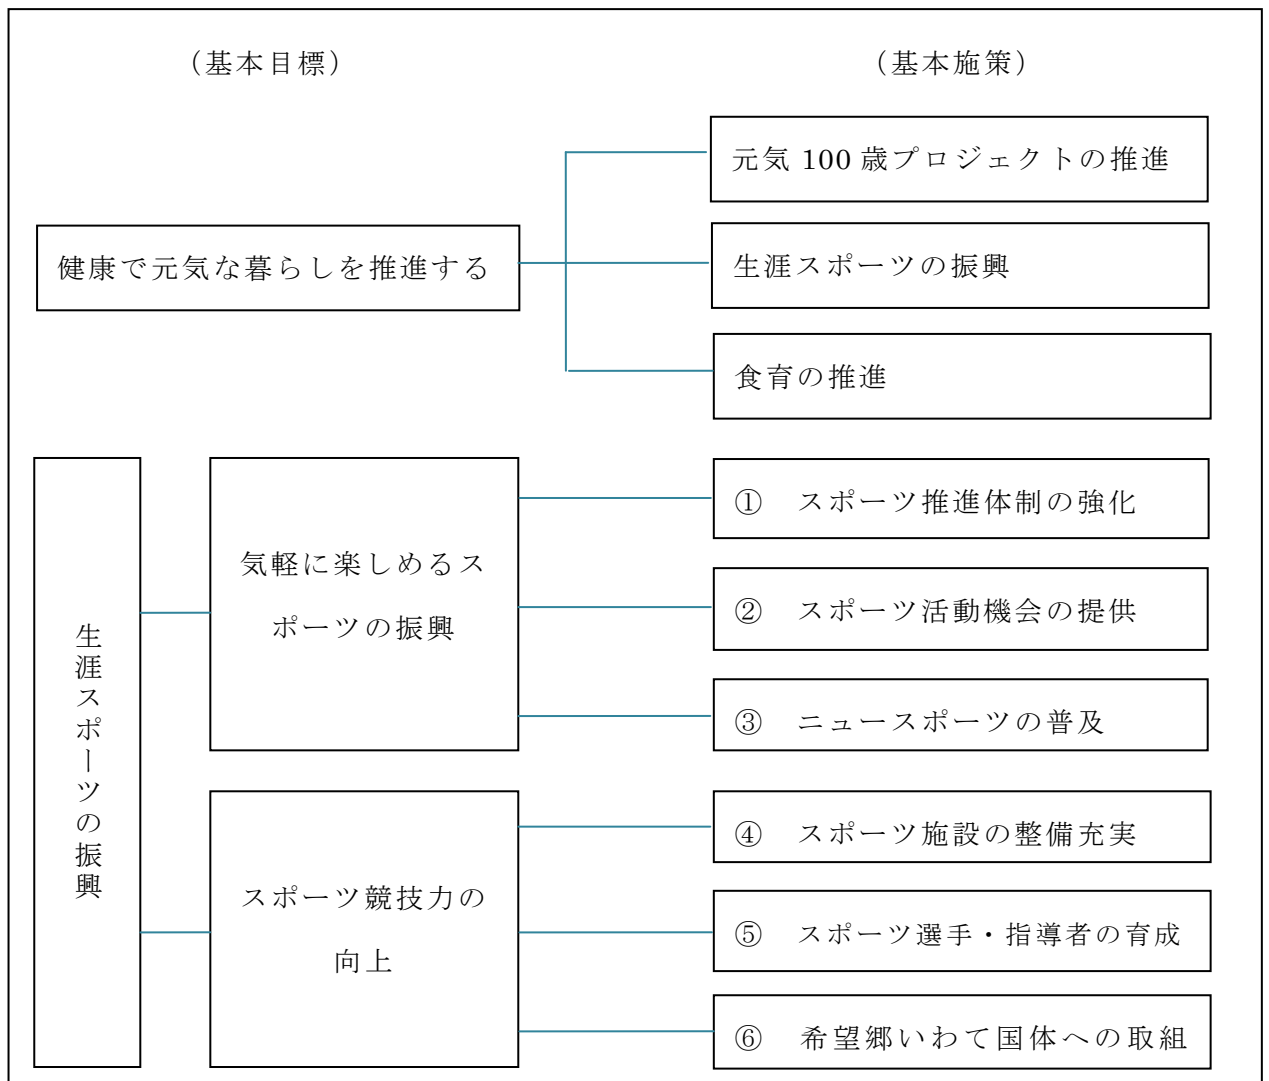 （基本目標）
（基本施策）
健康で元気な暮らしを推進する
元気 100 歳プロジェクトの推進
生涯スポーツの振興
食育の推進
生涯スポーツの振興
気軽に楽しめるス
ポーツの振興
① スポーツ推進体制の強化
② スポーツ活動機会の提供
③ ニュースポーツの普及
スポーツ競技力の
向上
④ スポーツ施設の整備充実
⑤ スポーツ選手・指導者の育成
⑥ 希望郷いわて国体への取組